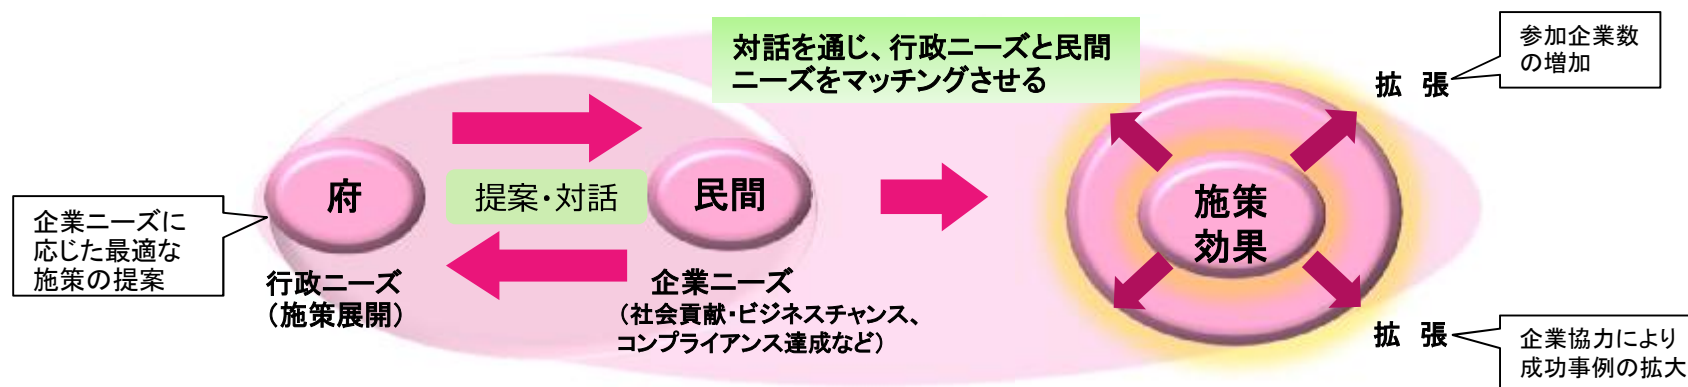 対話を通じ、行政ニーズと民間
ニーズをマッチングさせる
参加企業数
の増加
拡 張
府
提案・対話
民間
施策
効果
企業ニーズに
応じた最適な
施策の提案
行政ニーズ
（施策展開）
企業ニーズ
（社会貢献・ビジネスチャンス、
コンプライアンス達成など）
拡 張
企業協力により
成功事例の拡大